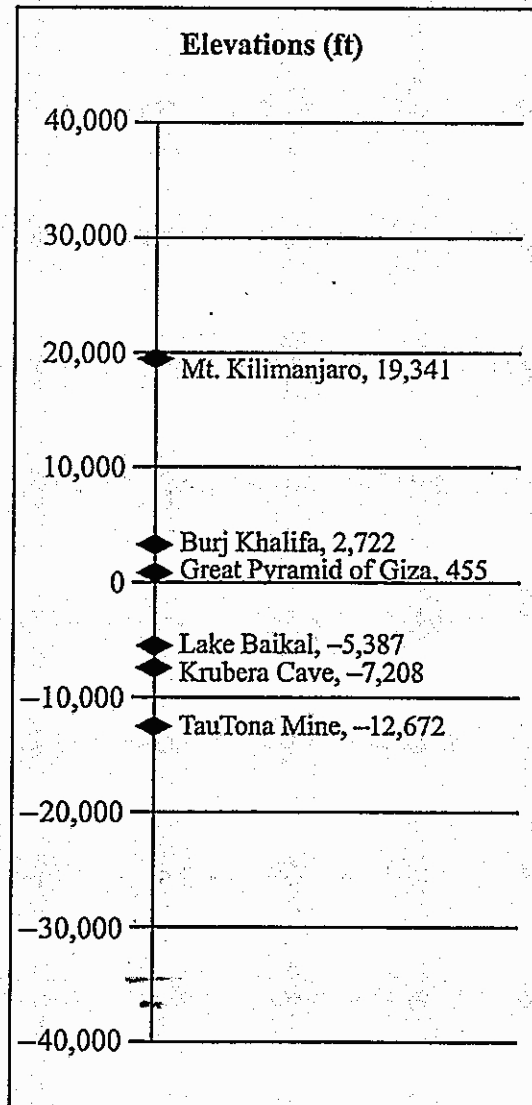 Elevations (ft)
40,000
30,000
20,000
Mt. Kilimanjaro, 19,341
10,000
Burj Khalifa, 2,722
Great Pyramid of Giza, 455
0
Lake Baikal, –5,387
Krubera Cave, –7,208
–10,000
TauTona Mine, –12,672
–20,000
–30,000
–40,000